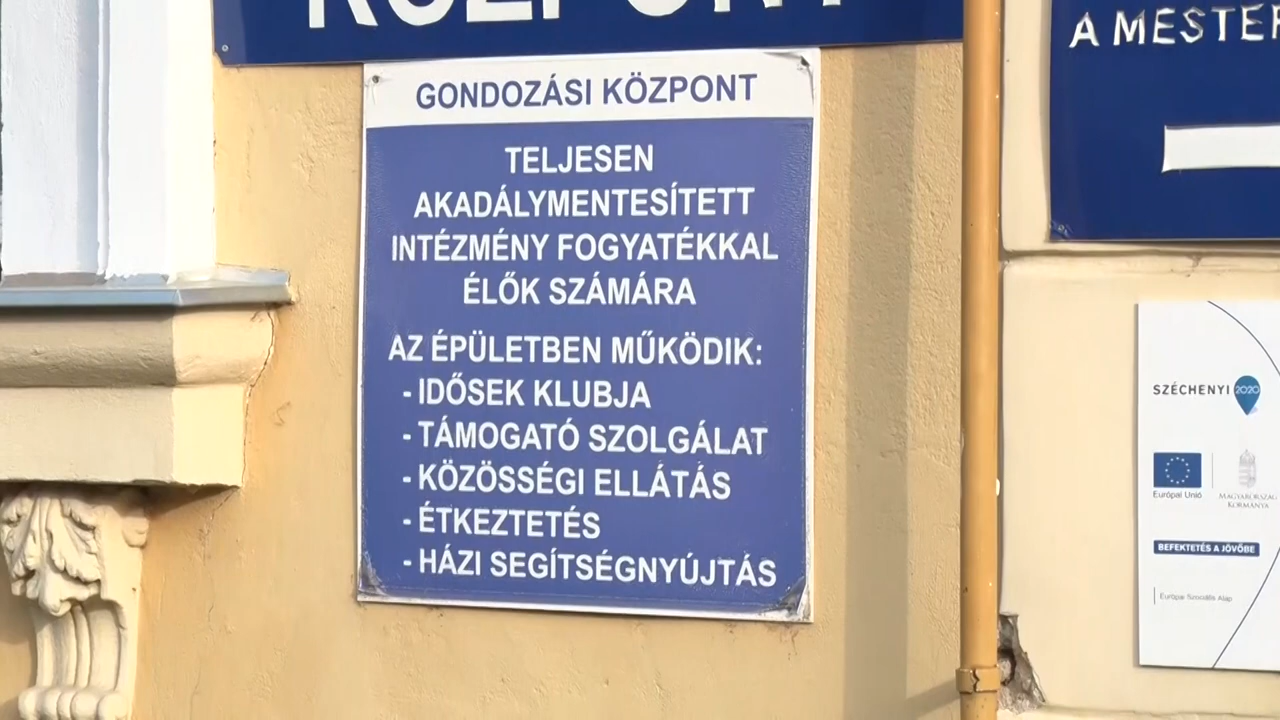 KÖZPONT
GONDOZÁSI KÖZPONT
TELJESEN
AKADÁLYMENTESÍTETT
INTÉZMÉNY FOGYATÉKKAL
ÉLŐK SZÁMÁRA
AZ ÉPÜLETBEN MŰKÖDIK:
- IDŐSEK KLUBJA
- TÁMOGATÓ SZOLGÁLAT
- KÖZÖSSÉGI ELLÁTÁS
- ÉTKEZTETÉS
- HÁZI SEGÍTSÉGNYÚJTÁS
A MESTER
SZÉCHENYI 2020
Európai Unió
MAGYARORSZÁG
KORMÁNYA
BEFEKTETÉS A JÖVŐBE
Európai Szociális Alap